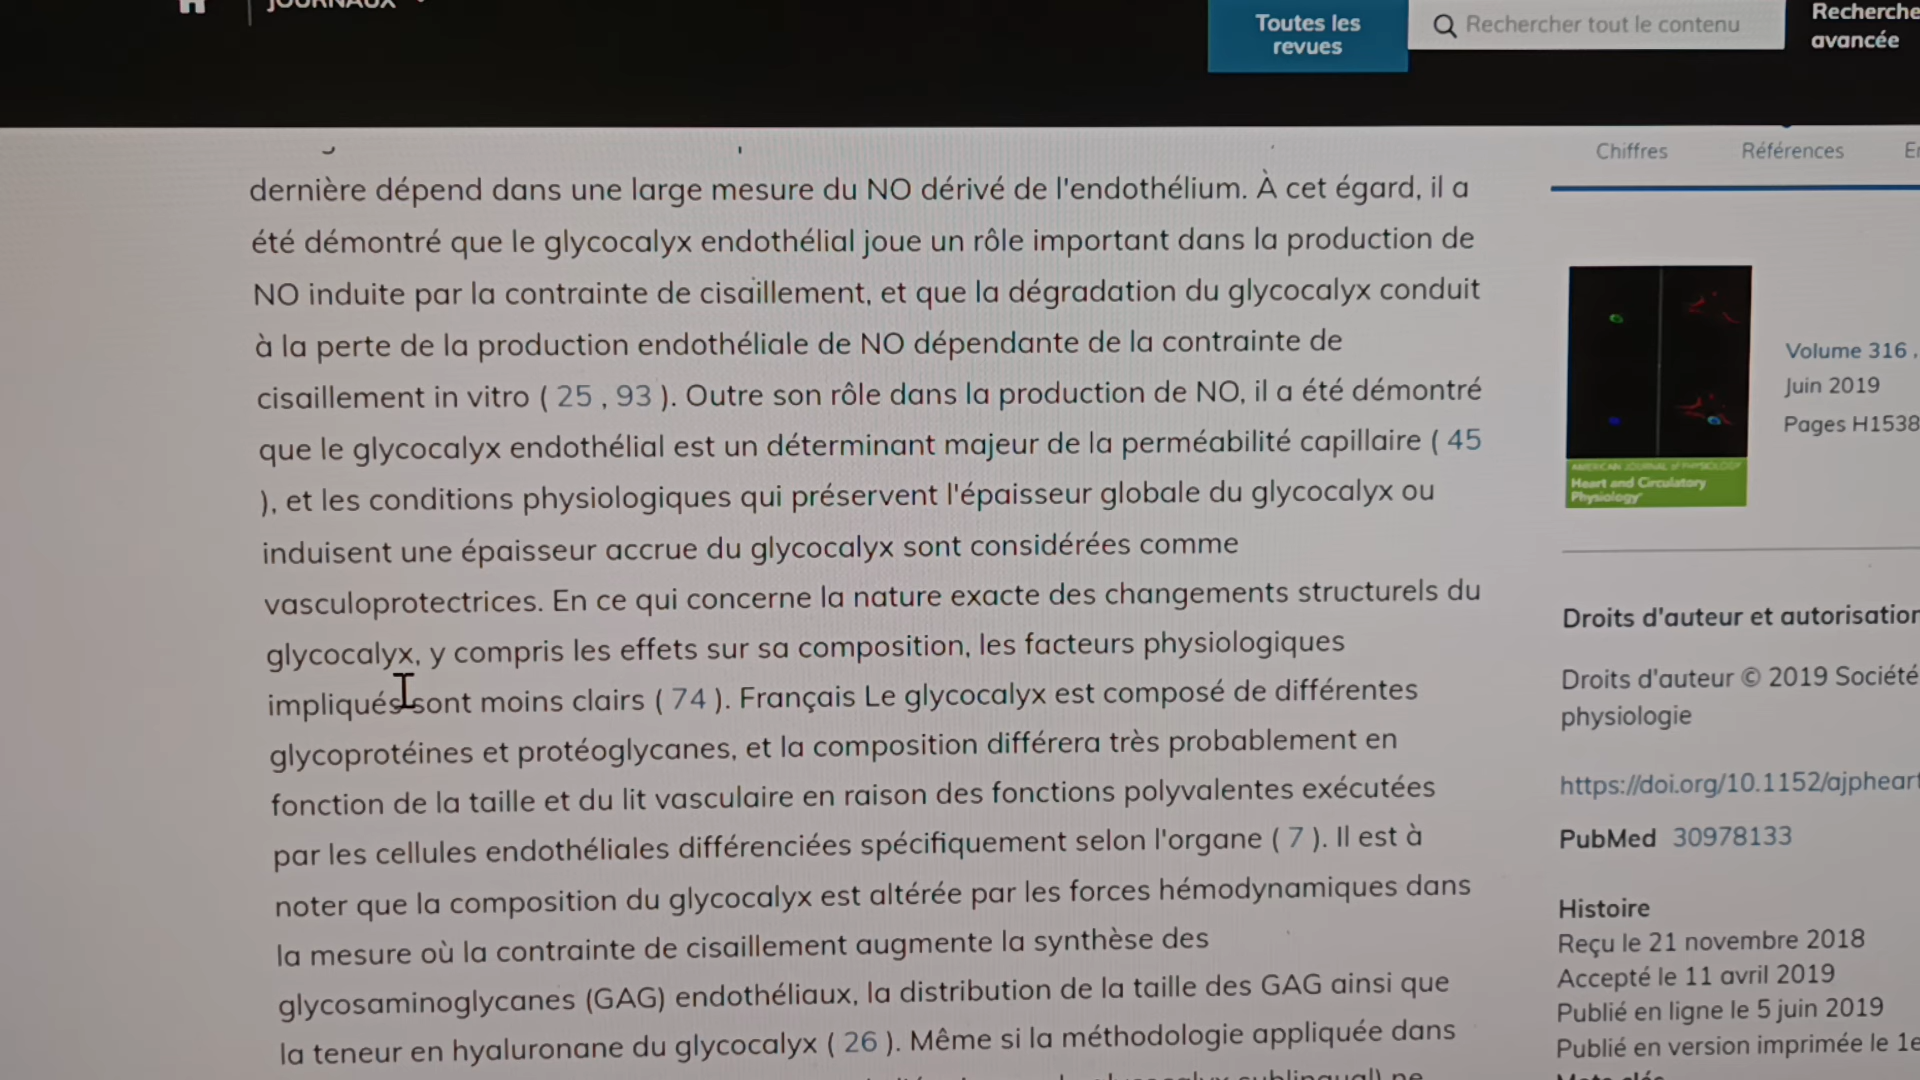 JOURNAUX
Toutes les
revues
Rechercher tout le contenu
Recherche
avancée
dernière dépend dans une large mesure du NO dérivé de l'endothélium. À cet égard, il a
été démontré que le glycocalyx endothélial joue un rôle important dans la production de
NO induite par la contrainte de cisaillement, et que la dégradation du glycocalyx conduit
à la perte de la production endothéliale de NO dépendante de la contrainte de
cisaillement in vitro ( 25 , 93 ). Outre son rôle dans la production de NO, il a été démontré
que le glycocalyx endothélial est un déterminant majeur de la perméabilité capillaire ( 45
), et les conditions physiologiques qui préservent l'épaisseur globale du glycocalyx ou
induisent une épaisseur accrue du glycocalyx sont considérées comme
vasculoprotectrices. En ce qui concerne la nature exacte des changements structurels du
glycocalyx, y compris les effets sur sa composition, les facteurs physiologiques
impliqués sont moins clairs ( 74 ). Français Le glycocalyx est composé de différentes
glycoprotéines et protéoglycanes, et la composition différera très probablement en
fonction de la taille et du lit vasculaire en raison des fonctions polyvalentes exécutées
par les cellules endothéliales différenciées spécifiquement selon l'organe ( 7 ). Il est à
noter que la composition du glycocalyx est altérée par les forces hémodynamiques dans
la mesure où la contrainte de cisaillement augmente la synthèse des
glycosaminoglycanes (GAG) endothéliaux, la distribution de la taille des GAG ainsi que
la teneur en hyaluronane du glycocalyx ( 26 ). Même si la méthodologie appliquée dans
glycocalyx sublingual) ne
Chiffres
Références
AMERICAN JOURNAL of PHYSIOLOGY
Heart and Circulatory
Physiology
Volume 316 ,
Juin 2019
Pages H1538
Droits d'auteur et autorisation
Droits d'auteur © 2019 Société
physiologie
https://doi.org/10.1152/ajpheart
PubMed 30978133
Histoire
Reçu le 21 novembre 2018
Accepté le 11 avril 2019
Publié en ligne le 5 juin 2019
Publié en version imprimée le 1e